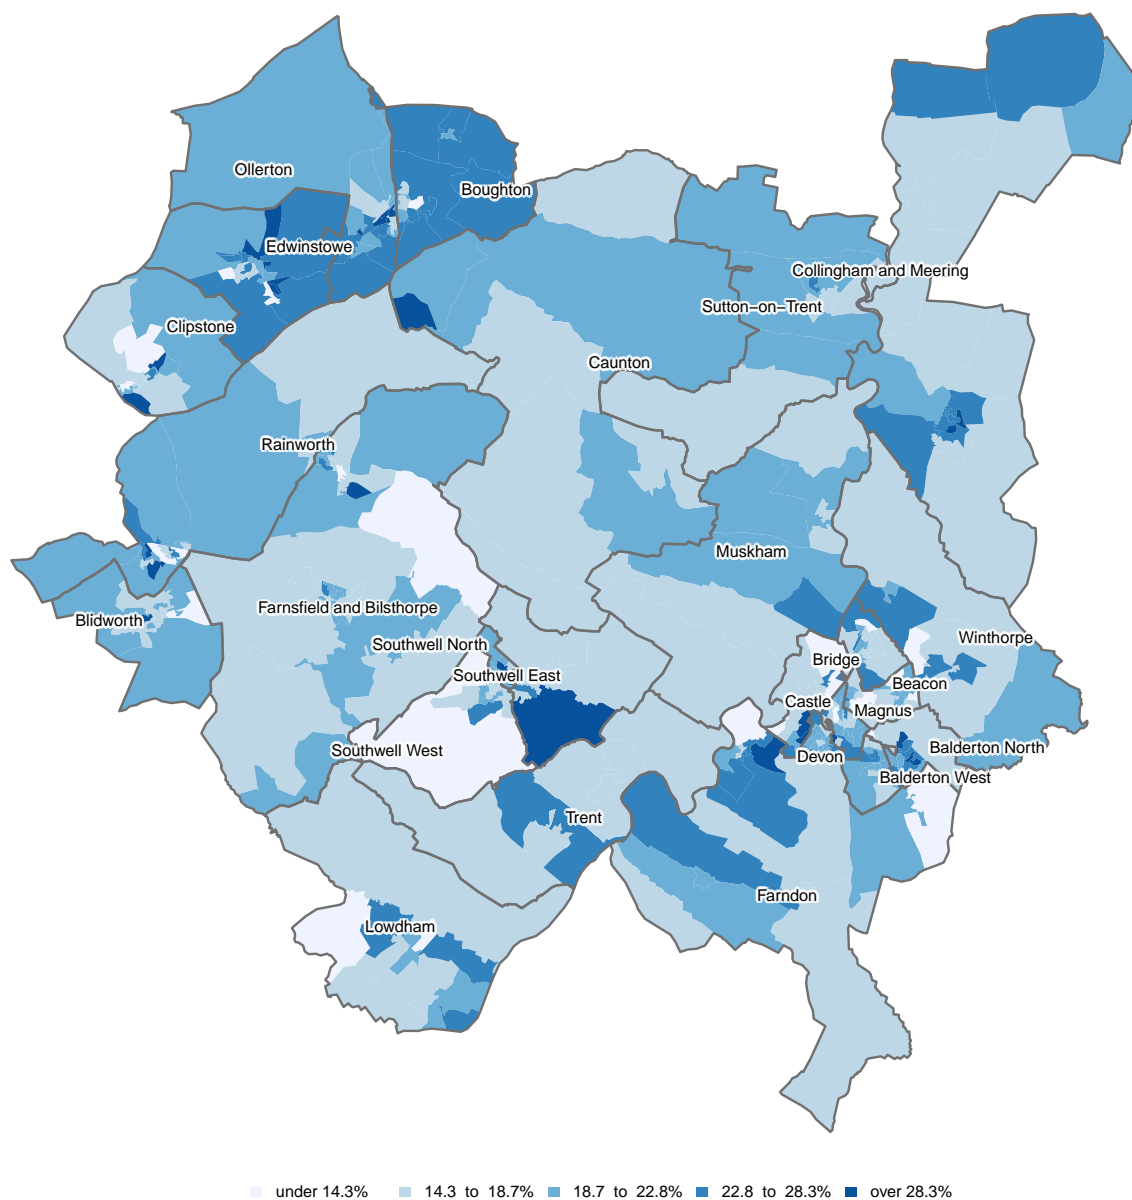 Ollerton
Boughton
Edwinstowe
Collingham and Meering
Sutton−on−Trent
Clipstone
Caunton
Rainworth
Muskham
Farnsfield and Bilsthorpe
Blidworth
Winthorpe
Southwell North
Bridge
Southwell East
Beacon
Castle
Magnus
Southwell West
Balderton North
Devon
Balderton West
Trent
Farndon
Lowdham
under 14.3% 14.3 to 18.7% 18.7 to 22.8% 22.8 to 28.3% over 28.3%